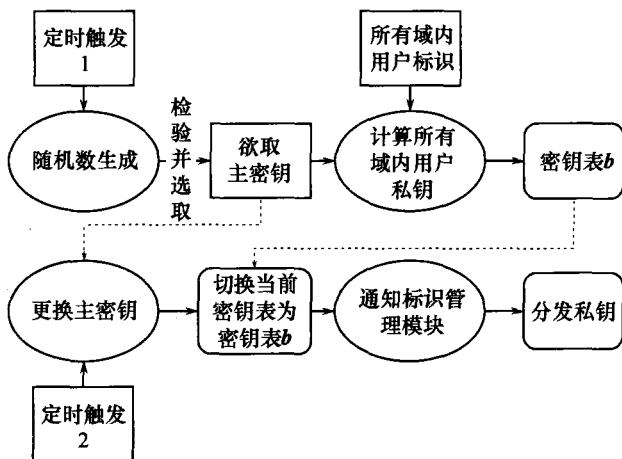 定时触发
1
所有域内
用户标识
随机数生成
检验并选取
欲取
主密钥
计算所有
域内用户
私钥
密钥表b
更换主密钥
切换当前
密钥表为
密钥表b
通知标识管
理模块
分发私钥
定时触发
2